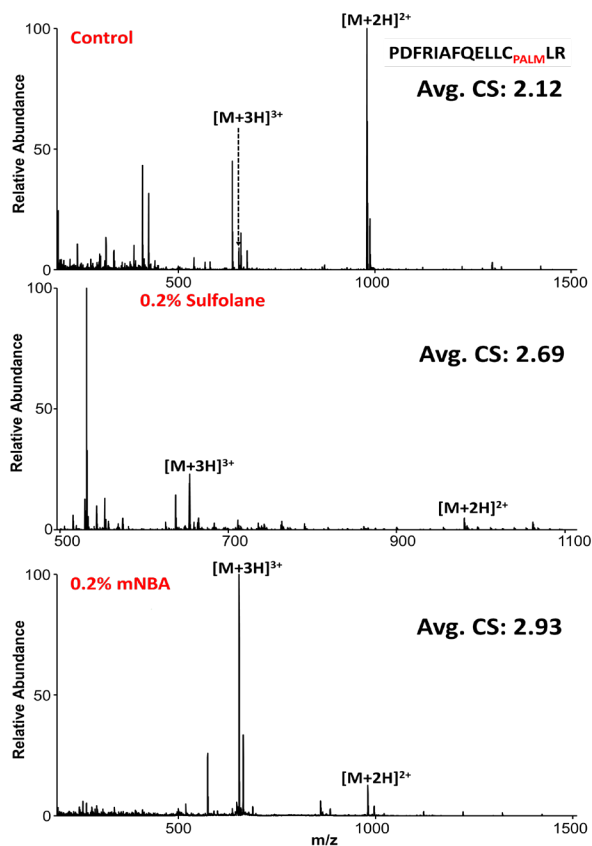 Control
[M+2H]2+
PDFRIAFQELLCPALMLR
Avg. CS: 2.12
[M+3H]3+
Relative Abundance
100
50
0
500
1000
1500
0.2% Sulfolane
Avg. CS: 2.69
[M+3H]3+
[M+2H]2+
Relative Abundance
100
50
0
500
700
900
1100
[M+3H]3+
0.2% mNBA
Avg. CS: 2.93
[M+2H]2+
Relative Abundance
100
50
0
500
1000
1500
m/z